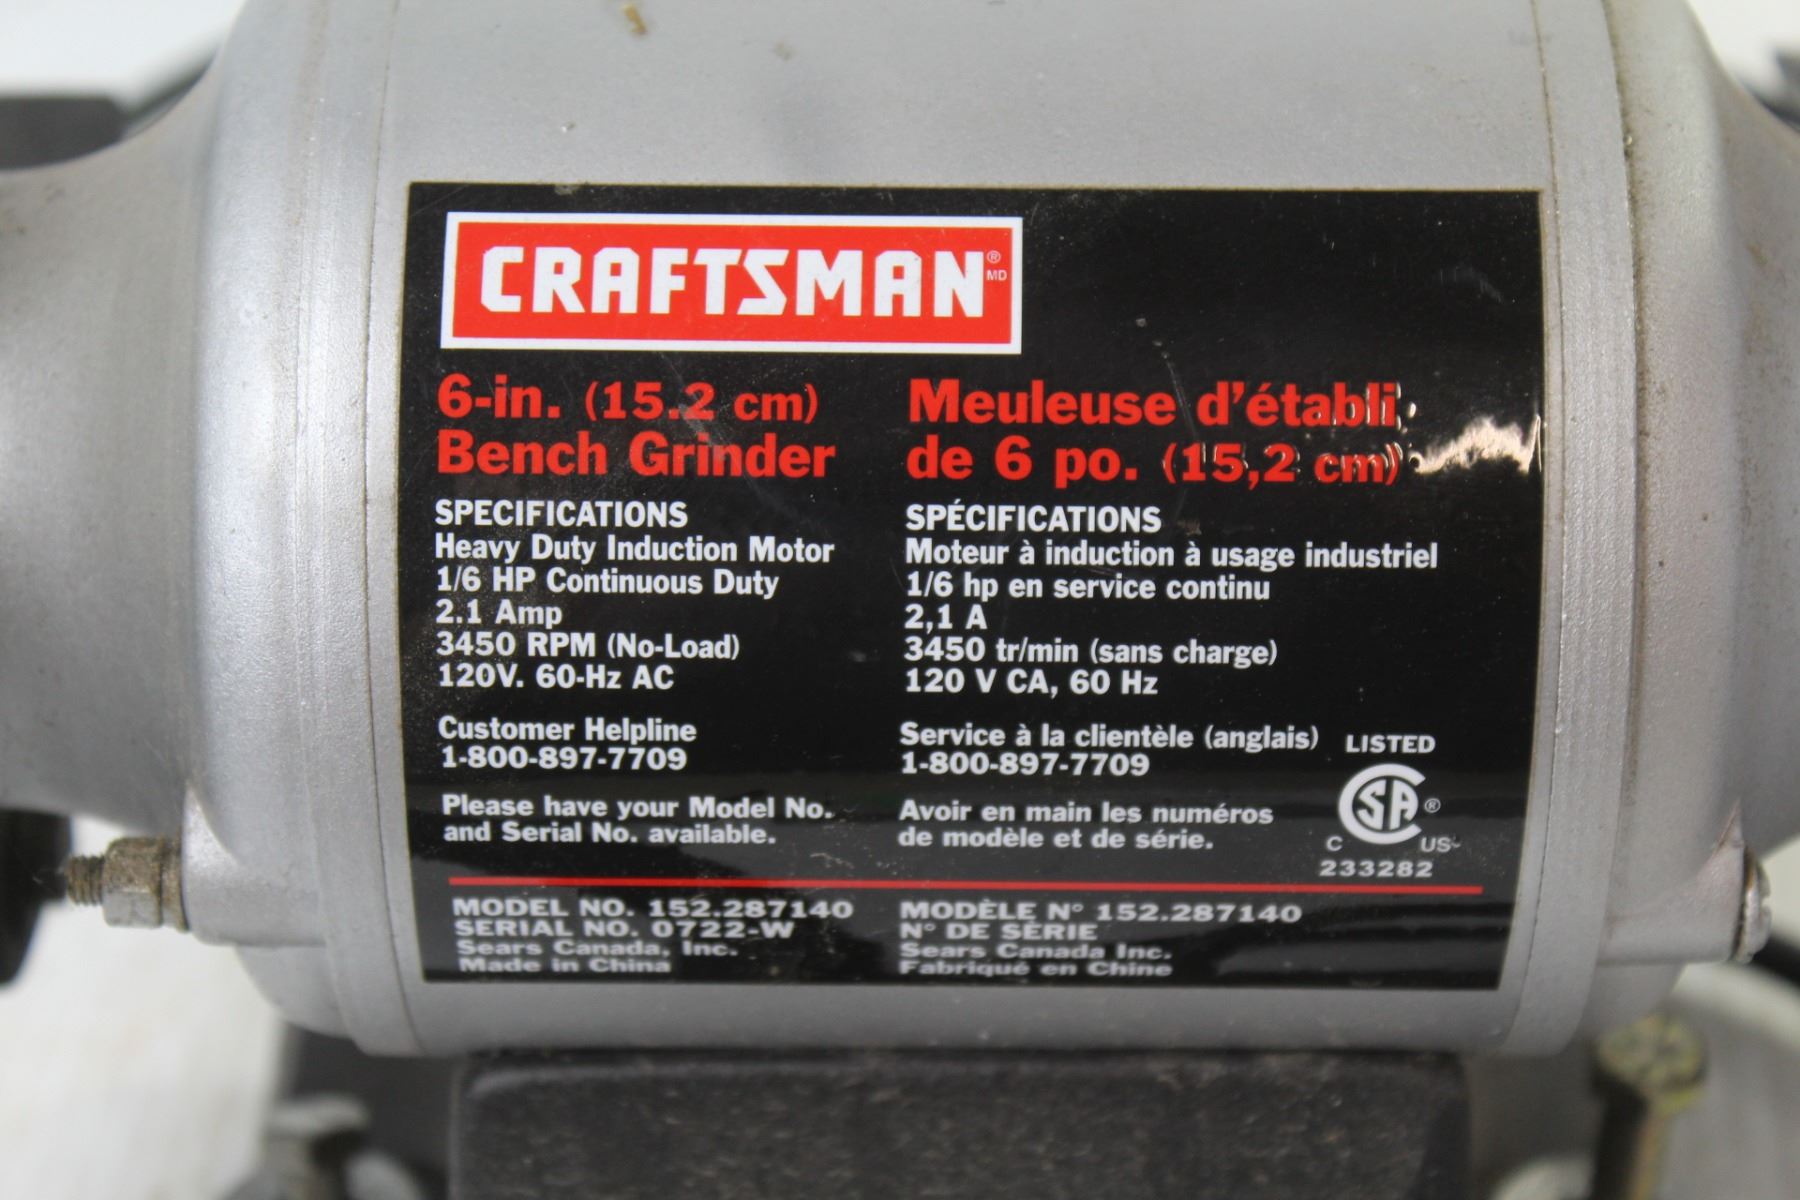 CRAFTSMAN®
MD
6-in. (15.2 cm)
Bench Grinder
SPECIFICATIONS
Heavy Duty Induction Motor
1/6 HP Continuous Duty
2.1 Amp
3450 RPM (No-Load)
120V. 60-Hz AC
Customer Helpline
1-800-897-7709
Please have your Model No.
and Serial No. available.
MODEL NO. 152.287140
SERIAL NO. 0722-W
Sears Canada, Inc.
Made in China
Meuleuse d'établi
de 6 po. (15,2 cm)
SPÉCIFICATIONS
Moteur à induction à usage industriel
1/6 hp en service continu
2,1 A
3450 tr/min (sans charge)
120 V CA, 60 Hz
Service à la clientèle (anglais)
1-800-897-7709
Avoir en main les numéros
de modèle et de série.
LISTED
CSA®
C US
233282
MODÈLE N° 152.287140
N° DE SÉRIE
Sears Canada Inc.
Fabriqué en Chine